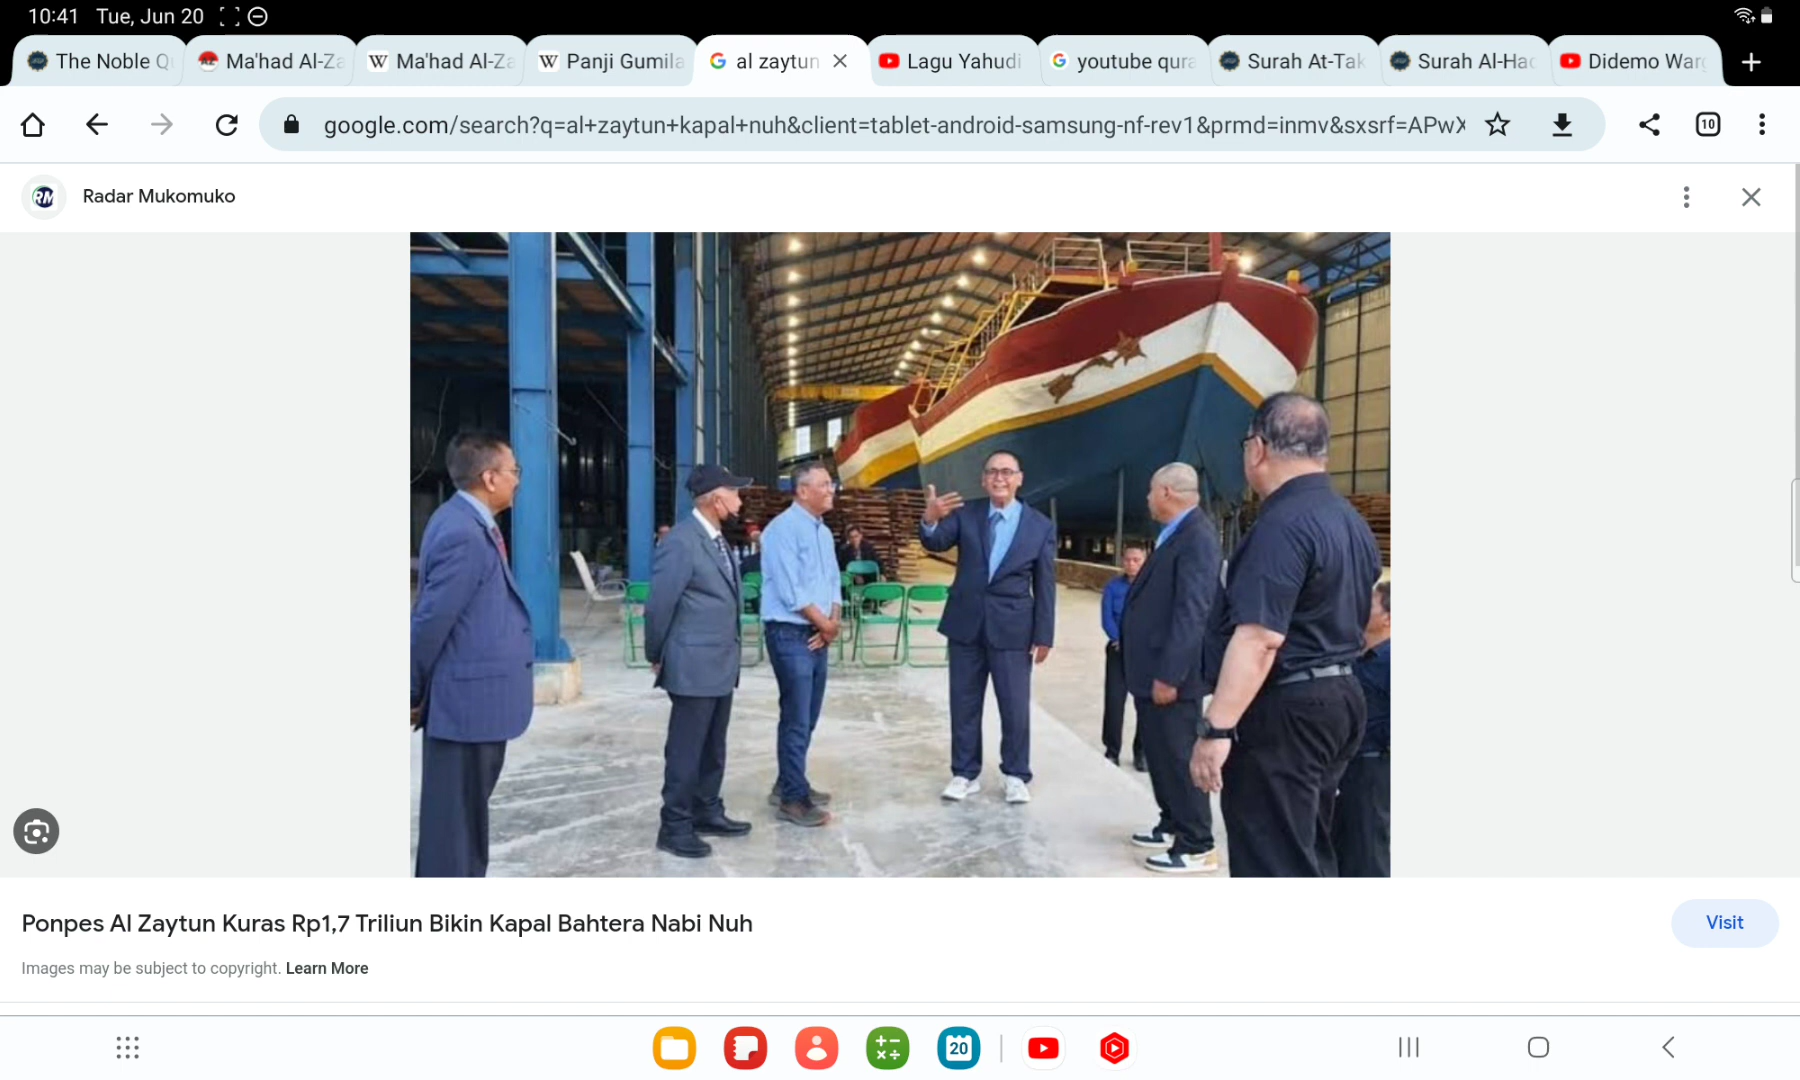 10:41 Tue, Jun 20
The Noble Q
Ma'had Al-Za
W Ma'had Al-Za
W Panji Gumila
G al zaytun
Lagu Yahudi
G youtube qura
Surah At-Tak
Surah Al-Hac
Didemo Warg
google.com/search?q=al+zaytun+kapal+nuh&client=tablet-android-samsung-nf-rev1&prmd=inmv&sxsrf=APwX
10
RM Radar Mukomuko
Ponpes Al Zaytun Kuras Rp1,7 Triliun Bikin Kapal Bahtera Nabi Nuh
Visit
Images may be subject to copyright. Learn More
20